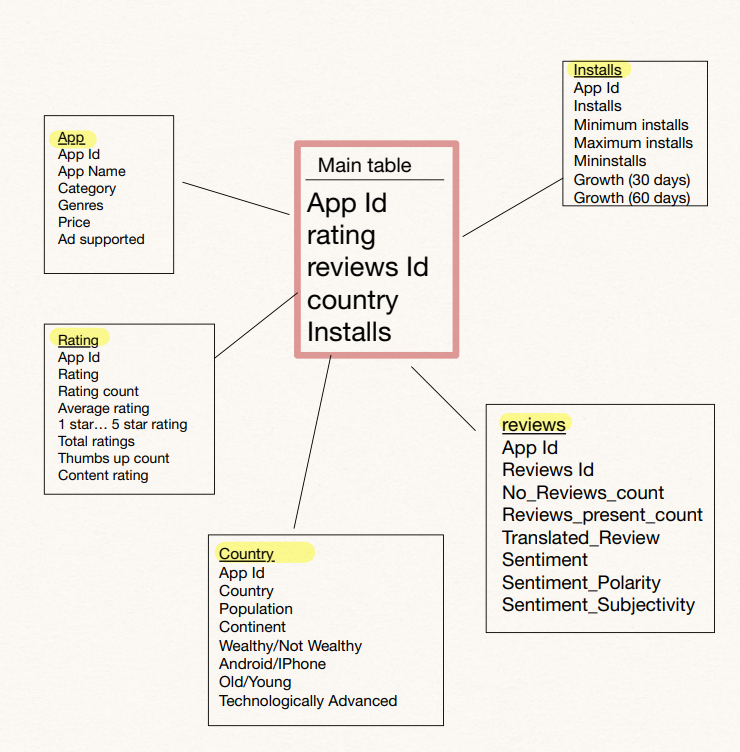 Installs
App Id
Installs
Minimum installs
Maximum installs
Mininstalls
Growth (30 days)
Growth (60 days)
App
App Id
App Name
Category
Genres
Price
Ad supported
Main table
App Id
rating
reviews Id
country
Installs
Rating
App Id
Rating
Rating count
Average rating
1 star... 5 star rating
Total ratings
Thumbs up count
Content rating
reviews
App Id
Reviews Id
No_Reviews_count
Reviews_present_count
Translated_Review
Sentiment
Sentiment_Polarity
Sentiment_Subjectivity
Country
App Id
Country
Population
Continent
Wealthy/Not Wealthy
Android/IPhone
Old/Young
Technologically Advanced